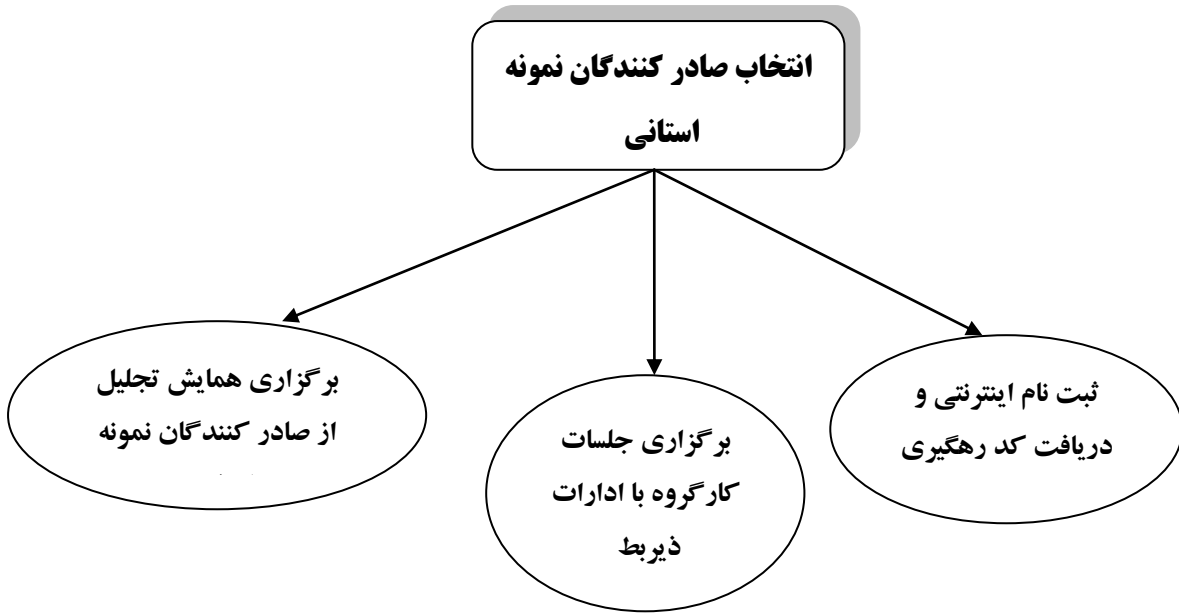 انتخاب صادر کنندگان نمونه
استانی
ثبت نام اینترنتی و
دریافت کد رهگیری
برگزاری جلسات
کارگروه با ادارات
ذیربط
برگزاری همایش تجلیل
از صادر کنندگان نمونه